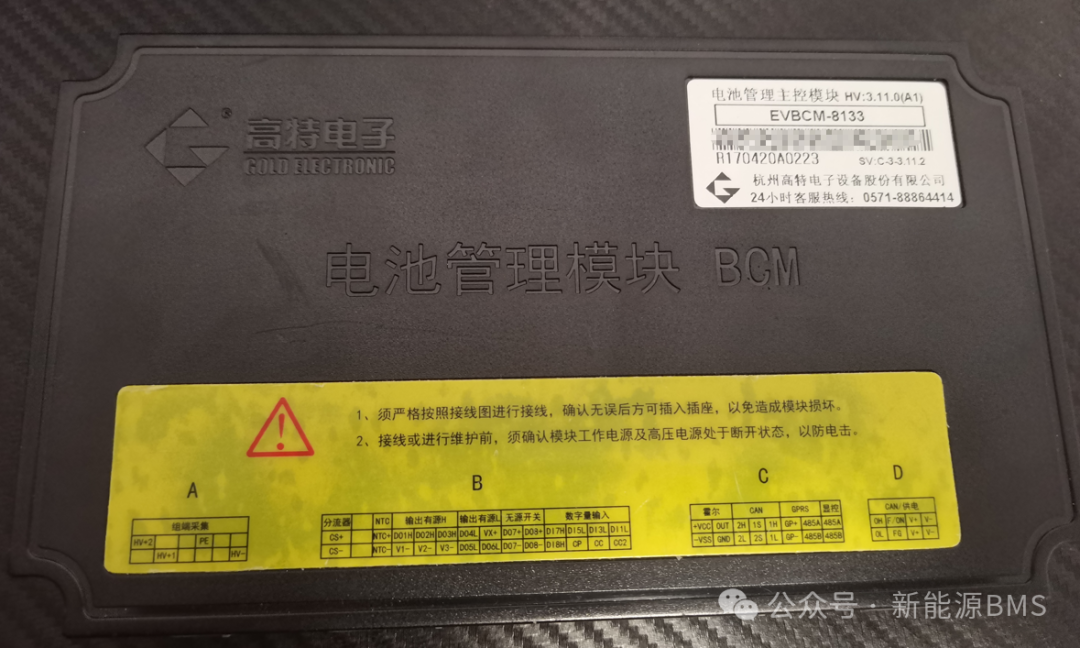 高特电子®
GOLD ELECTRONIC
电池管理主控模块 HV:3.11.0(A1)
EVBCM-8133
R170420A0223 SV:C-3-3.11.2
杭州高特电子设备股份有限公司
24小时客服热线: 0571-88864414
电池管理模块 BCM
1、须严格按照接线图进行接线，确认无误后方可插入插座，以免造成模块损坏。
2、接线或进行维护前，须确认模块工作电源及高压电源处于断开状态，以防电击。
A B C D
组端采集
HV+2 PE
HV+1 HV-
分流器 NTC 输出有源H 输出有源L 无源开关 数字量输入
CS+ NTC+ DO1H DO2H DO3H DO4L VX+ DO7+ DO8+ DI7H DI5L DI3L DI1L
CS- NTC- V1- V2- V3- DO5L DO6L DO7- DO8- DI8H CP CC CC2
霍尔 CAN GPRS 显控
+VCC OUT 2H 1S 1H GP+ 485A 485A
-VSS GND 2L 2S 1L GP- 485B 485B
CAN/供电
OH F/ON V+ V-
OL FG V+ V-
公众号·新能源BMS